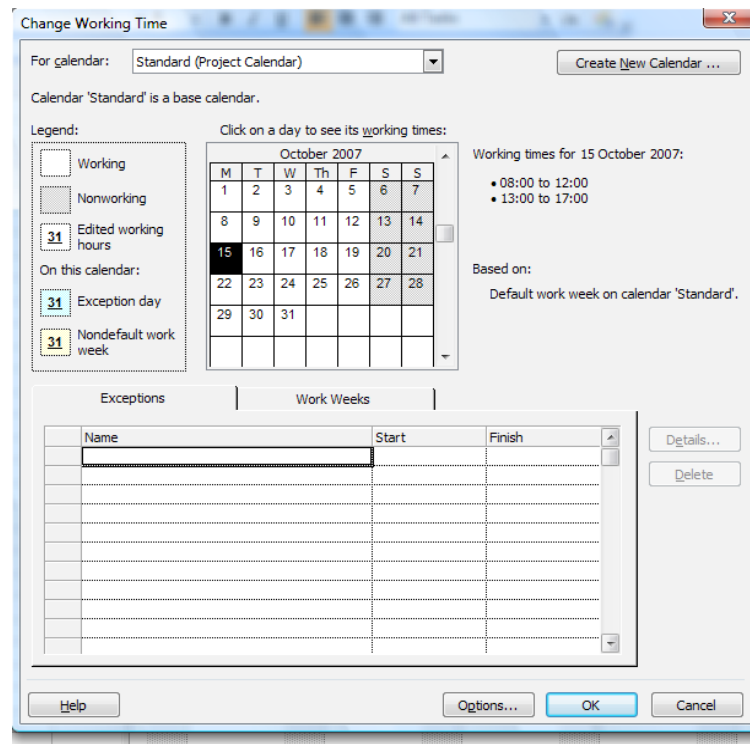 Change Working Time
For calendar: Standard (Project Calendar)
Create New Calendar ...
Calendar 'Standard' is a base calendar.
Legend:
Working
Nonworking
31 Edited working
hours
On this calendar:
31 Exception day
31 Nondefault work
week
Click on a day to see its working times:
October 2007
M T W Th F S S
1 2 3 4 5 6 7
8 9 10 11 12 13 14
15 16 17 18 19 20 21
22 23 24 25 26 27 28
29 30 31
Working times for 15 October 2007:
• 08:00 to 12:00
• 13:00 to 17:00
Based on:
Default work week on calendar 'Standard'.
Exceptions Work Weeks
Name Start Finish
Details...
Delete
Help Options... OK Cancel